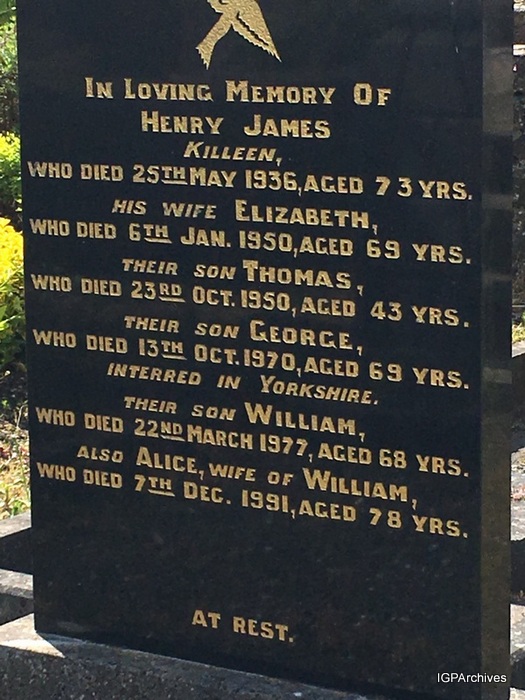 In Loving Memory Of
Henry James
Killeen,
who died 25th May 1936, aged 73 yrs.
his wife Elizabeth,
who died 6th Jan. 1950, aged 69 yrs.
their son Thomas,
who died 23rd Oct. 1950, aged 43 yrs.
their son George,
who died 13th Oct. 1970, aged 69 yrs.
interred in Yorkshire.
their son William,
who died 22nd March 1977, aged 68 yrs.
also Alice, wife of William,
who died 7th Dec. 1991, aged 78 yrs.
At Rest.
IGPArchives